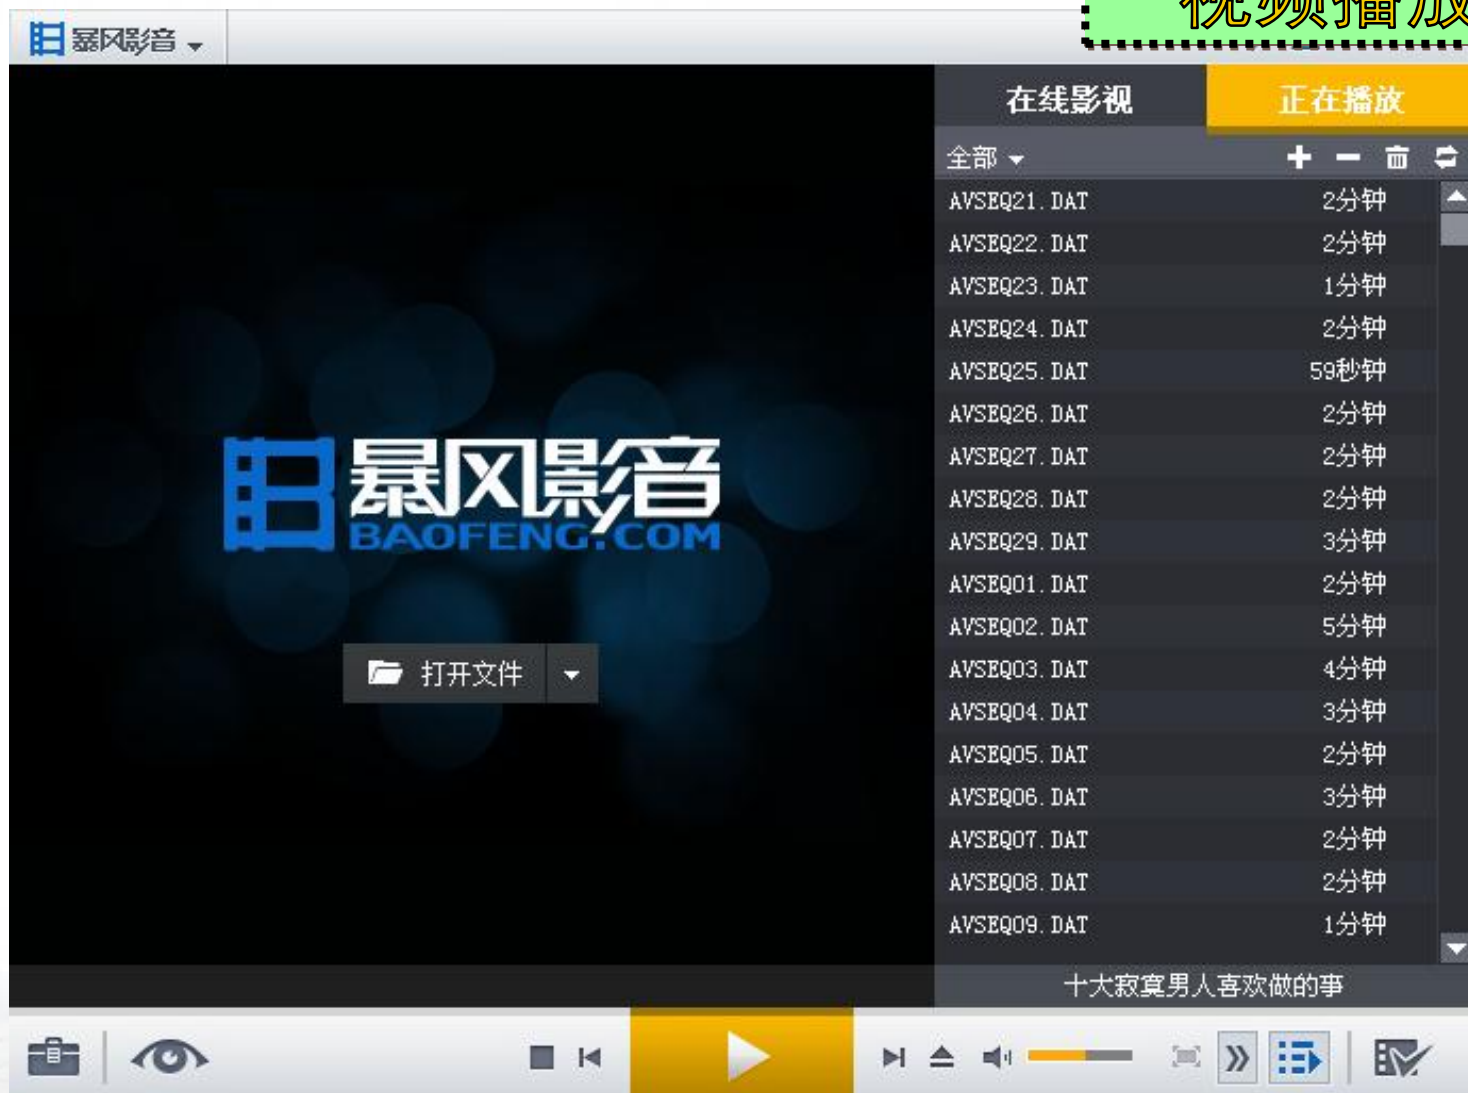 视频播放
暴风影音
在线影视 正在播放
全部
AVSEQ21.DAT 2分钟
AVSEQ22.DAT 2分钟
AVSEQ23.DAT 1分钟
AVSEQ24.DAT 2分钟
AVSEQ25.DAT 59秒钟
AVSEQ26.DAT 2分钟
AVSEQ27.DAT 2分钟
AVSEQ28.DAT 2分钟
AVSEQ29.DAT 3分钟
AVSEQ01.DAT 2分钟
AVSEQ02.DAT 5分钟
AVSEQ03.DAT 4分钟
AVSEQ04.DAT 3分钟
AVSEQ05.DAT 2分钟
AVSEQ06.DAT 3分钟
AVSEQ07.DAT 2分钟
AVSEQ08.DAT 2分钟
AVSEQ09.DAT 1分钟
暴风影音
BAOFENG.COM
打开文件
十大寂寞男人喜欢做的事